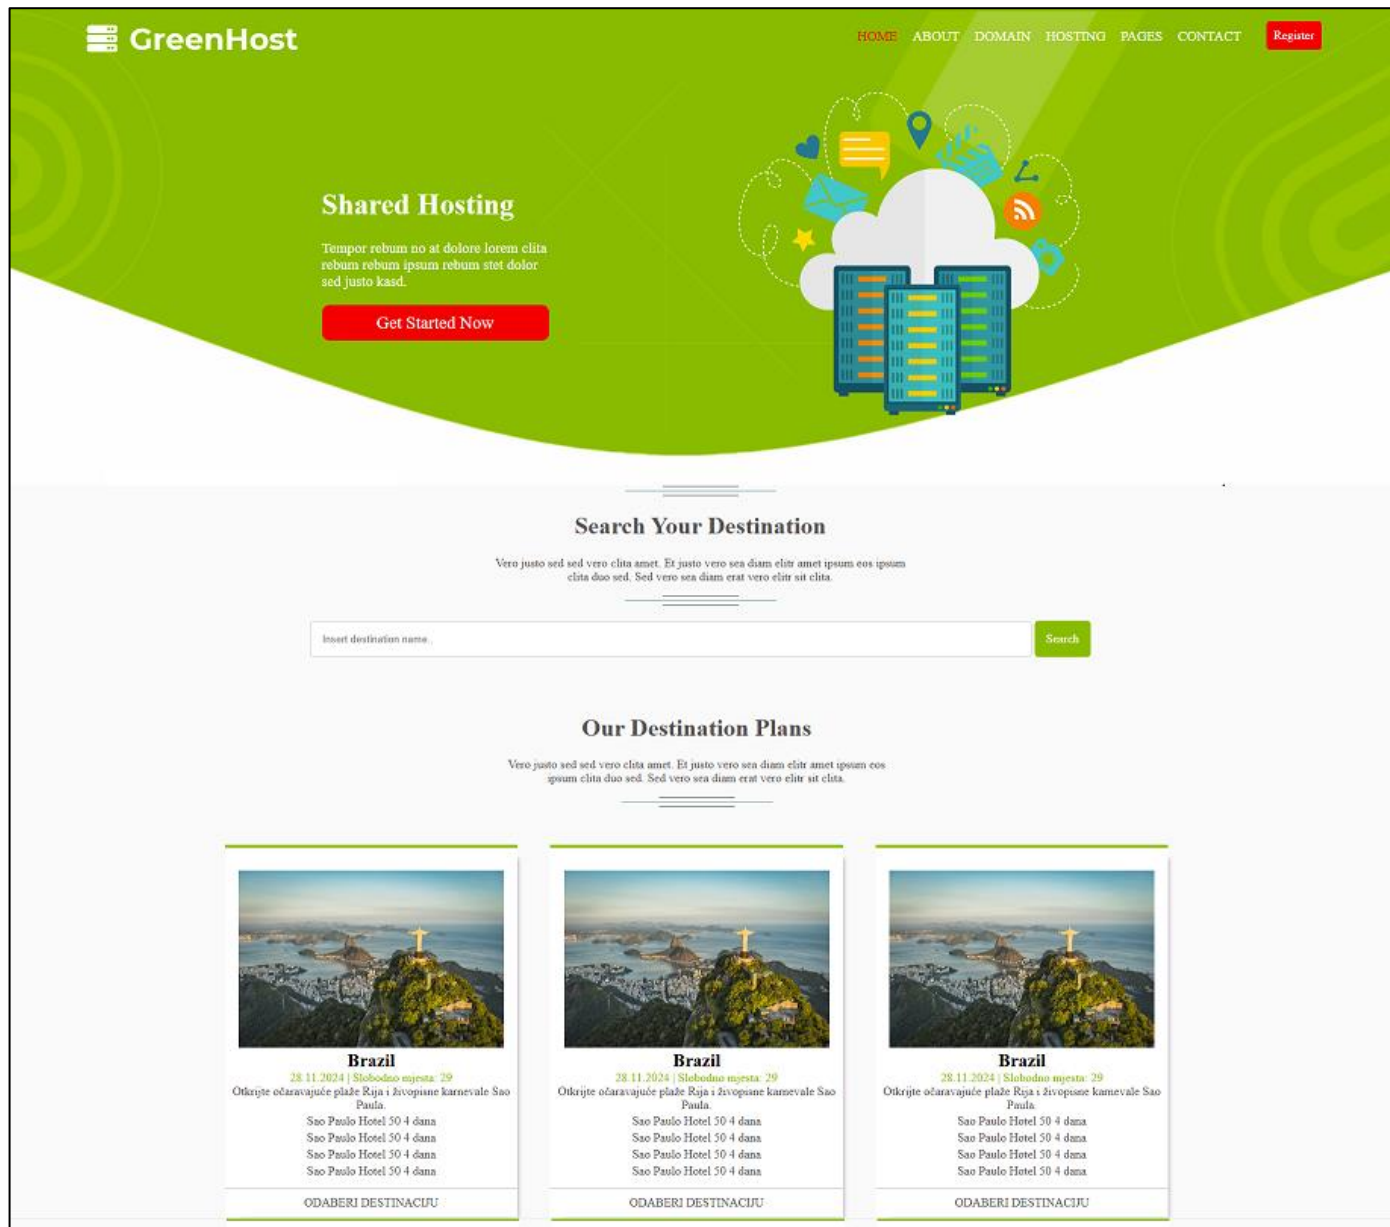 GreenHost
HOME ABOUT DOMAIN HOSTING PAGES CONTACT Register
Shared Hosting
Tempor rebum no at dolore lorem clita
rebum rebum ipsum rebum stet dolor
sed justo kasd.
Get Started Now
Search Your Destination
Vero justo sed sed vero clita amet. Et justo vero sea diam elitr amet ipsum eos ipsum
clita duo sed. Sed vero sea diam erat vero elitr sit clita.
Insert destination name..
Search
Our Destination Plans
Vero justo sed sed vero clita amet. Et justo vero sea diam elitr amet ipsum eos
ipsum clita duo sed. Sed vero sea diam erat vero elitr sit clita.
Brazil
28.11.2024 | Slobodno mjesta: 29
Otkrijte očaravajuće plaže Rija i živopisne karnevale Sao
Paula.
Sao Paulo Hotel 50 4 dana
Sao Paulo Hotel 50 4 dana
Sao Paulo Hotel 50 4 dana
Sao Paulo Hotel 50 4 dana
ODABERI DESTINACIJU
Brazil
28.11.2024 | Slobodno mjesta: 29
Otkrijte očaravajuće plaže Rija i živopisne karnevale Sao
Paula.
Sao Paulo Hotel 50 4 dana
Sao Paulo Hotel 50 4 dana
Sao Paulo Hotel 50 4 dana
Sao Paulo Hotel 50 4 dana
ODABERI DESTINACIJU
Brazil
28.11.2024 | Slobodno mjesta: 29
Otkrijte očaravajuće plaže Rija i živopisne karnevale Sao
Paula.
Sao Paulo Hotel 50 4 dana
Sao Paulo Hotel 50 4 dana
Sao Paulo Hotel 50 4 dana
Sao Paulo Hotel 50 4 dana
ODABERI DESTINACIJU